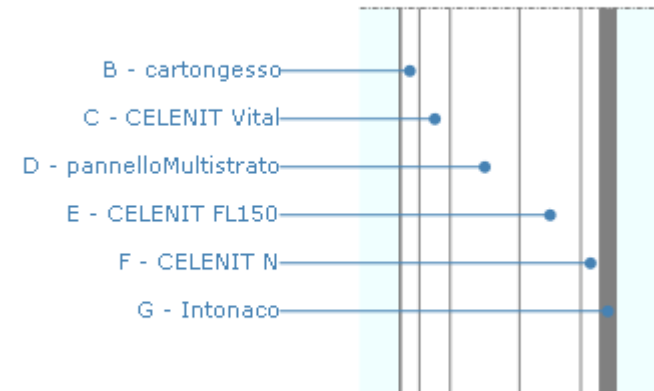 B - cartongesso
C - CELENIT Vital
D - pannelloMultistrato
E - CELENIT FL150
F - CELENIT N
G - Intonaco